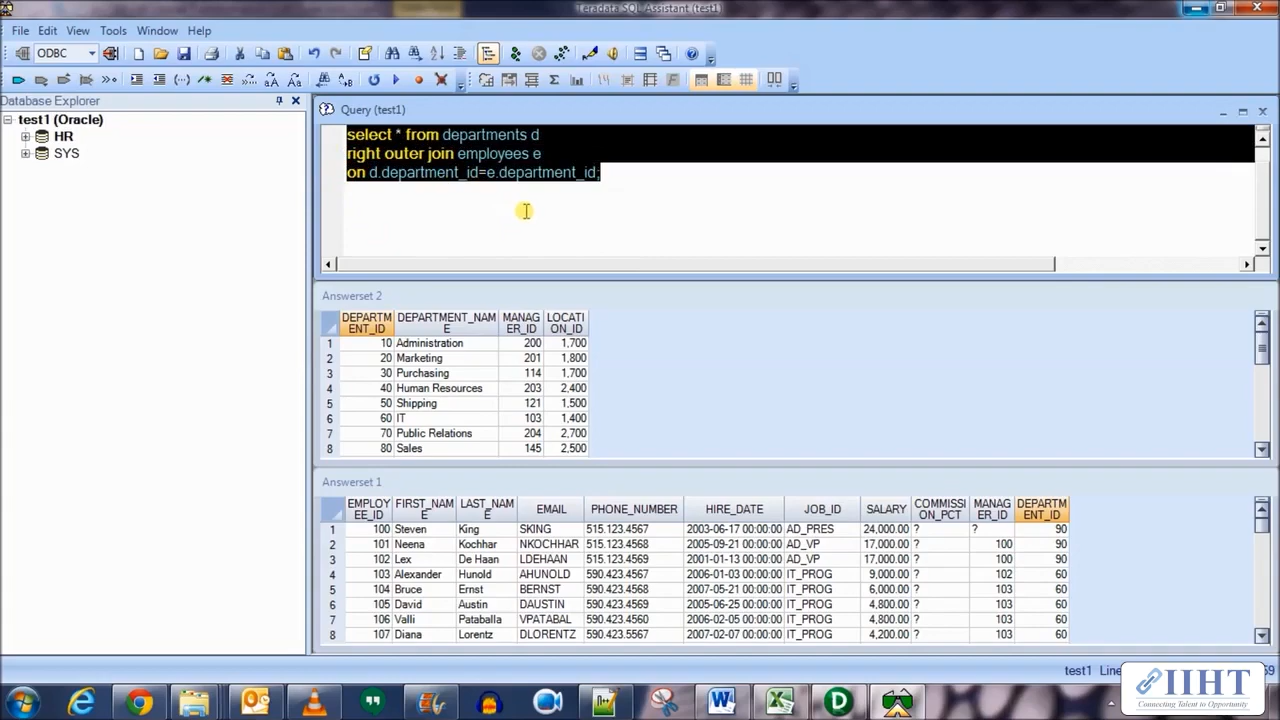 Teradata SQL Assistant (test1)
File Edit View Tools Window Help
ODBC
Database Explorer
Query (test1)
test1 (Oracle)
HR
SYS
select * from departments d
right outer join employees e
on d.department_id=e.department_id;
Answerset 2
DEPARTMENT_ID DEPARTMENT_NAME MANAGER_ID LOCATION_ID
1 10 Administration 200 1,700
2 20 Marketing 201 1,800
3 30 Purchasing 114 1,700
4 40 Human Resources 203 2,400
5 50 Shipping 121 1,500
6 60 IT 103 1,400
7 70 Public Relations 204 2,700
8 80 Sales 145 2,500
Answerset 1
EMPLOYEE_ID FIRST_NAME LAST_NAME EMAIL PHONE_NUMBER HIRE_DATE JOB_ID SALARY COMMISSION_PCT MANAGER_ID DEPARTMENT_ID
1 100 Steven King SKING 515.123.4567 2003-06-17 00:00:00 AD_PRES 24,000.00 ? ? 90
2 101 Neena Kochhar NKOCHHAR 515.123.4568 2005-09-21 00:00:00 AD_VP 17,000.00 ? 100 90
3 102 Lex De Haan LDEHAAN 515.123.4569 2001-01-13 00:00:00 AD_VP 17,000.00 ? 100 90
4 103 Alexander Hunold AHUNOLD 590.423.4567 2006-01-03 00:00:00 IT_PROG 9,000.00 ? 102 60
5 104 Bruce Ernst BERNST 590.423.4568 2007-05-21 00:00:00 IT_PROG 6,000.00 ? 103 60
6 105 David Austin DAUSTIN 590.423.4569 2005-06-25 00:00:00 IT_PROG 4,800.00 ? 103 60
7 106 Valli Pataballa VPATABAL 590.423.4560 2006-02-05 00:00:00 IT_PROG 4,800.00 ? 103 60
8 107 Diana Lorentz DLORENTZ 590.423.5567 2007-02-07 00:00:00 IT_PROG 4,200.00 ? 103 60
test1
IIHT
Connecting Talent to Opportunity